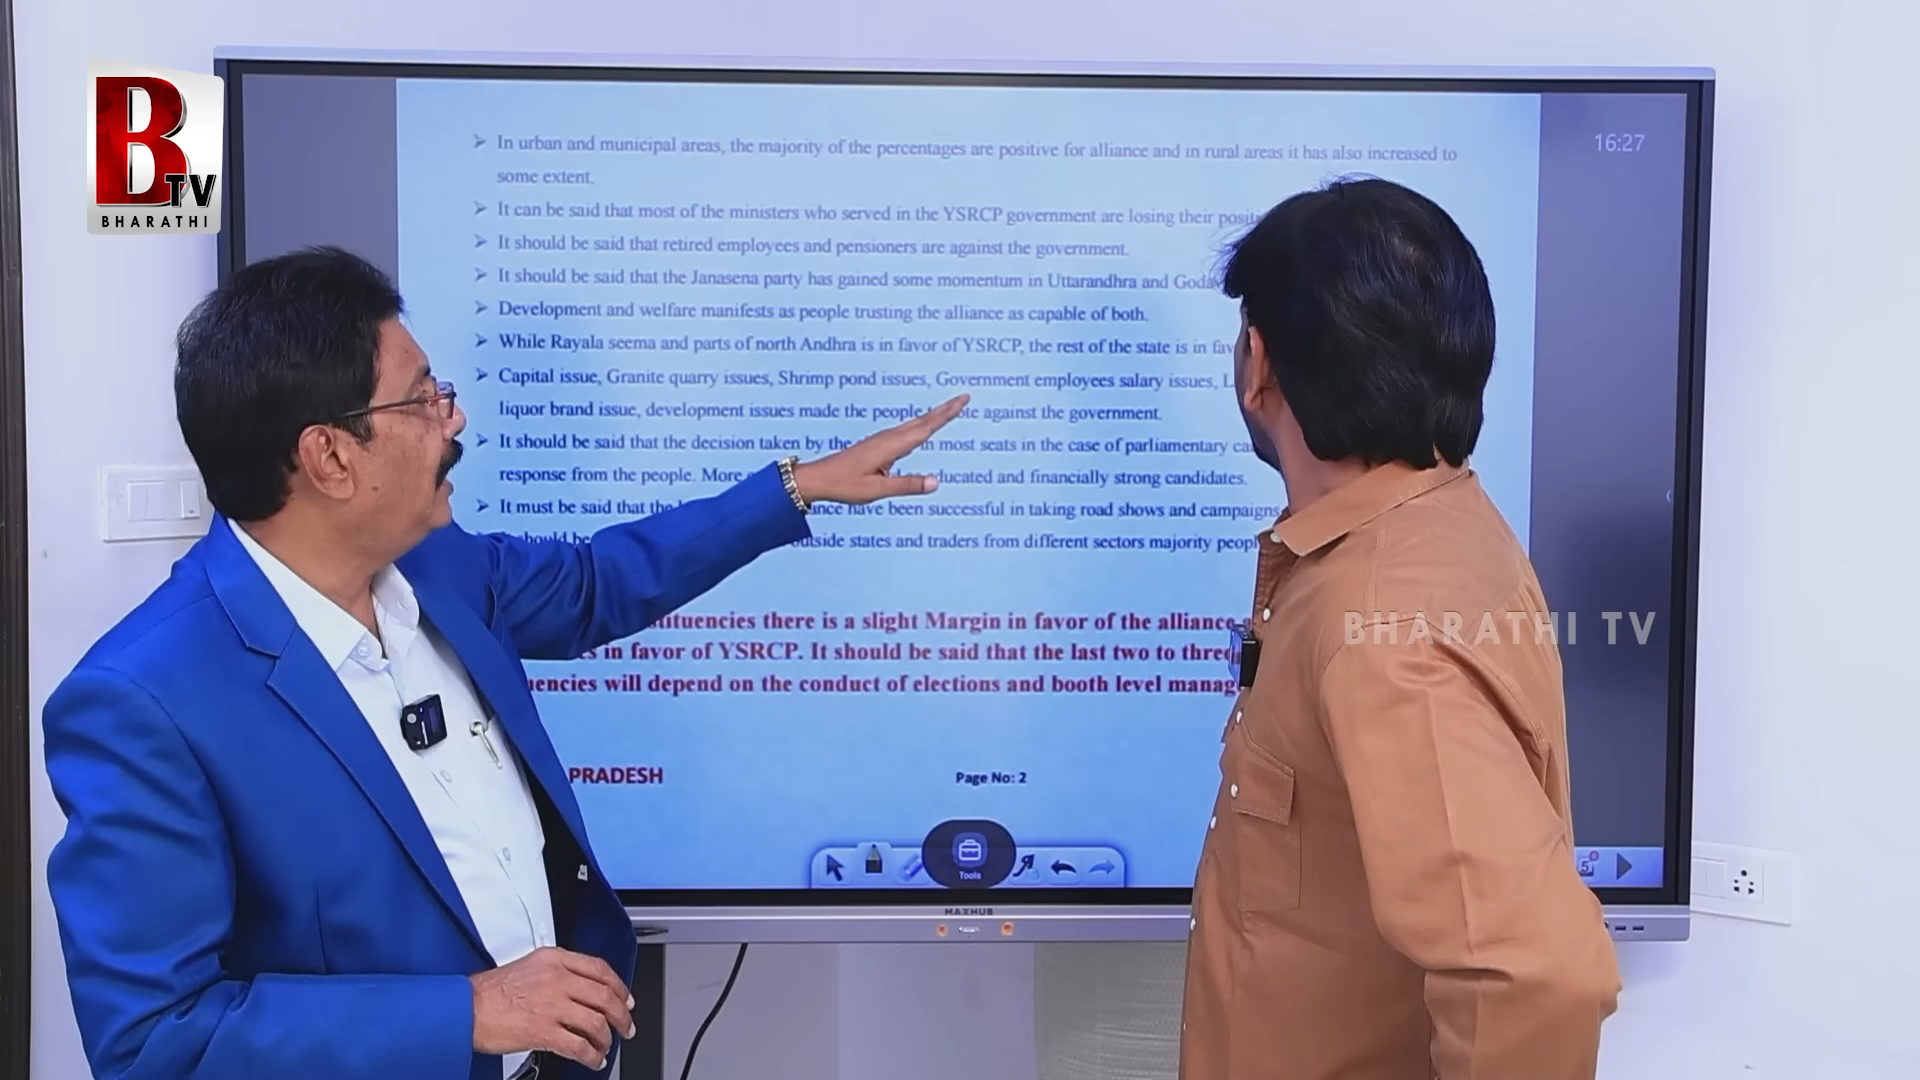 B
TV
BHARATHI
16:27
➢ In urban and municipal areas, the majority of the percentages are positive for alliance and in rural areas it has also increased to
some extent.
➢ It can be said that most of the ministers who served in the YSRCP government are losing their
➢ It should be said that retired employees and pensioners are against the government.
➢ It should be said that the Janasena party has gained some momentum in Uttarandhra and
➢ Development and welfare manifests as people trusting the alliance as capable of both.
➢ While Rayala seema and parts of north Andhra is in favor of YSRCP, the rest of the state is in
➢ Capital issue, Granite quarry issues, Shrimp pond issues, Government employees salary issues,
liquor brand issue, development issues made the people against the government.
➢ It should be said that the decision taken by the most seats in the case of parliamentary
response from the people. More educated and financially strong candidates.
➢ It must be said that the have been successful in taking road shows and campaigns
should be outside states and traders from different sectors majority
there is a slight Margin in favor of the alliance
in favor of YSRCP. It should be said that the last two to three
will depend on the conduct of elections and booth level
PRADESH
Page No: 2
BHARATHI TV
Tools
MAXHUB